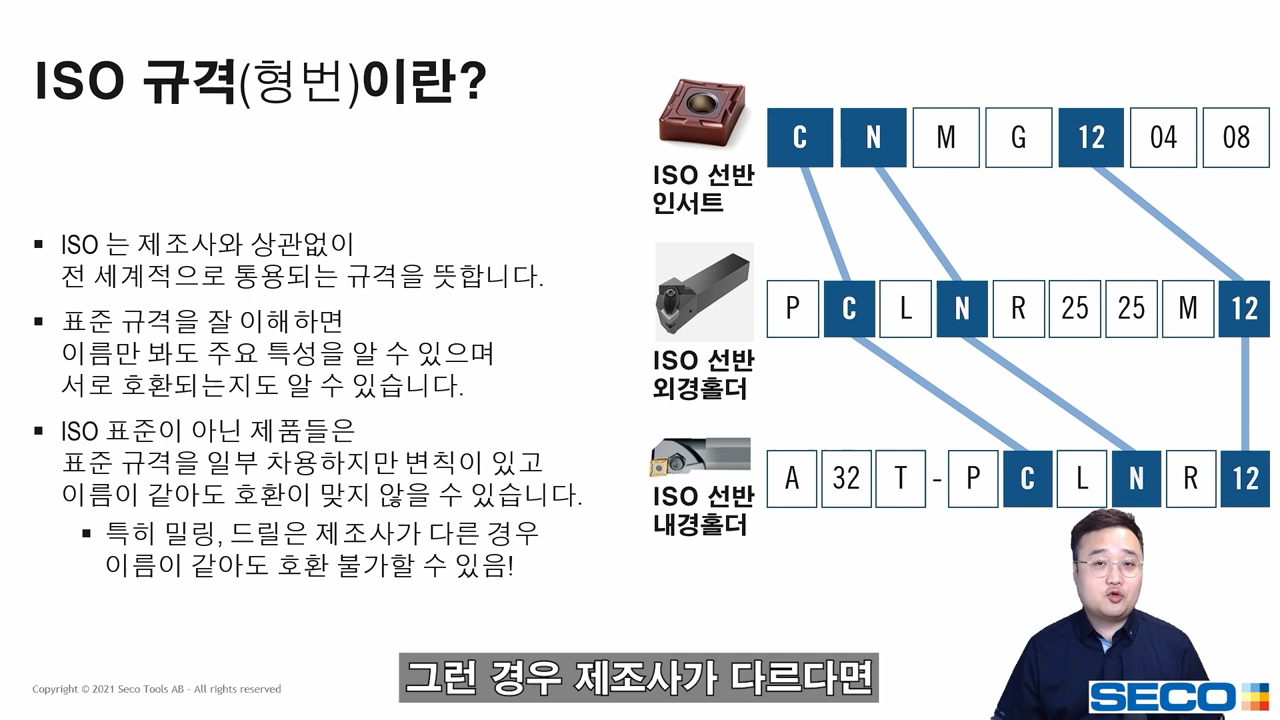 ISO 규격(형번)이란?
▪ ISO 는 제조사와 상관없이
전 세계적으로 통용되는 규격을 뜻합니다.
▪ 표준 규격을 잘 이해하면
이름만 봐도 주요 특성을 알 수 있으며
서로 호환되는지도 알 수 있습니다.
▪ ISO 표준이 아닌 제품들은
표준 규격을 일부 차용하지만 변칙이 있고
이름이 같아도 호환이 맞지 않을 수 있습니다.
▪ 특히 밀링, 드릴은 제조사가 다른 경우
이름이 같아도 호환 불가할 수 있음!
ISO 선반
인서트
C N M G 12 04 08
ISO 선반
외경홀더
P C L N R 25 25 M 12
ISO 선반
내경홀더
A 32 T - P C L N R 12
그런 경우 제조사가 다르다면
Copyright © 2021 Seco Tools AB - All rights reserved
SECO